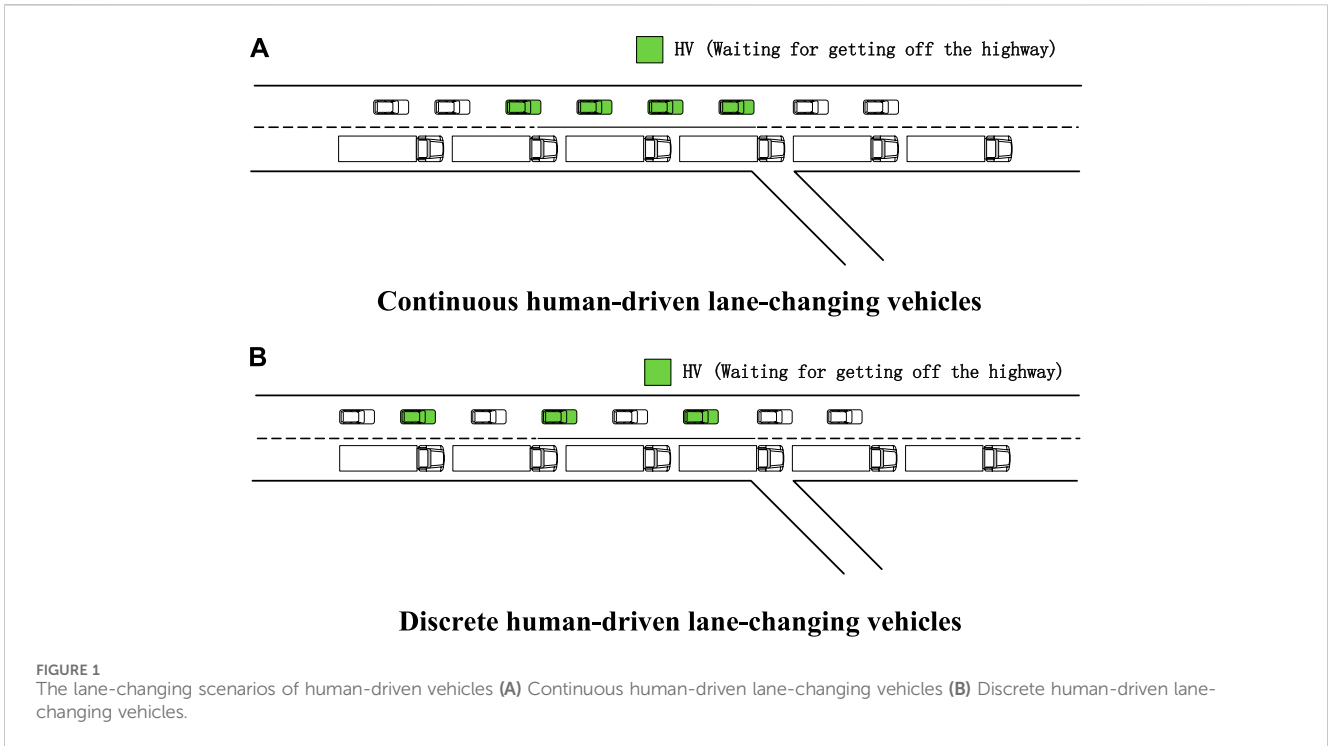 A
HV (Waiting for getting off the highway)
Continuous human-driven lane-changing vehicles
B
HV (Waiting for getting off the highway)
Discrete human-driven lane-changing vehicles
FIGURE 1
The lane-changing scenarios of human-driven vehicles (A) Continuous human-driven lane-changing vehicles (B) Discrete human-driven lane-
changing vehicles.